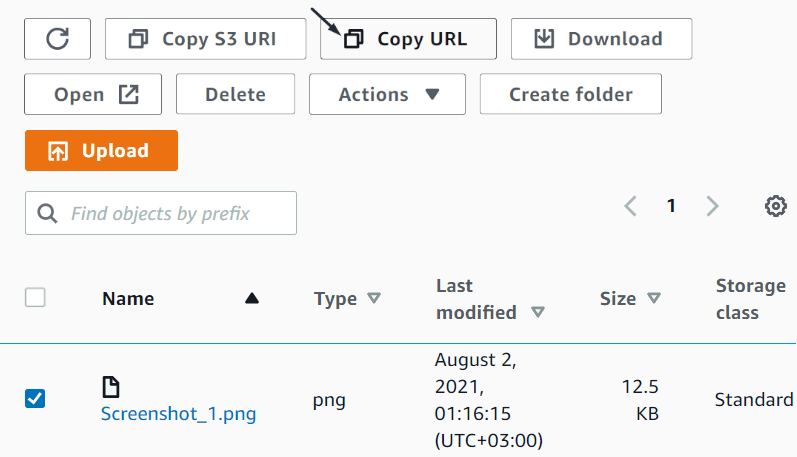 Copy S3 URI
Copy URL
Download
Open
Delete
Actions
Create folder
Upload
Find objects by prefix
1
Name
Type
Last
modified
Size
Storage
class
Screenshot_1.png
png
August 2,
2021,
01:16:15
(UTC+03:00)
12.5
KB
Standard